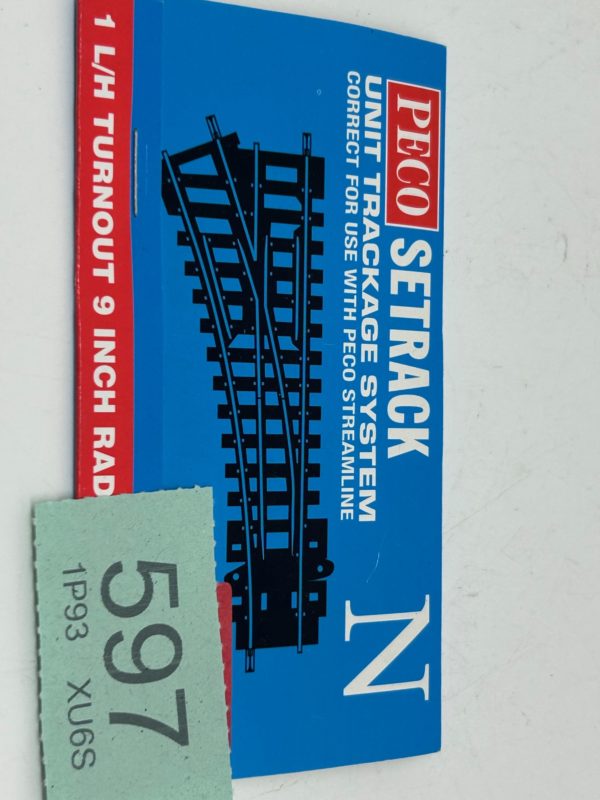 PECO SETRACK
UNIT TRACKAGE SYSTEM
CORRECT FOR USE WITH PECO STREAMLINE
N
1 L/H TURNOUT 9 INCH RAD
597
1P93 XU6S